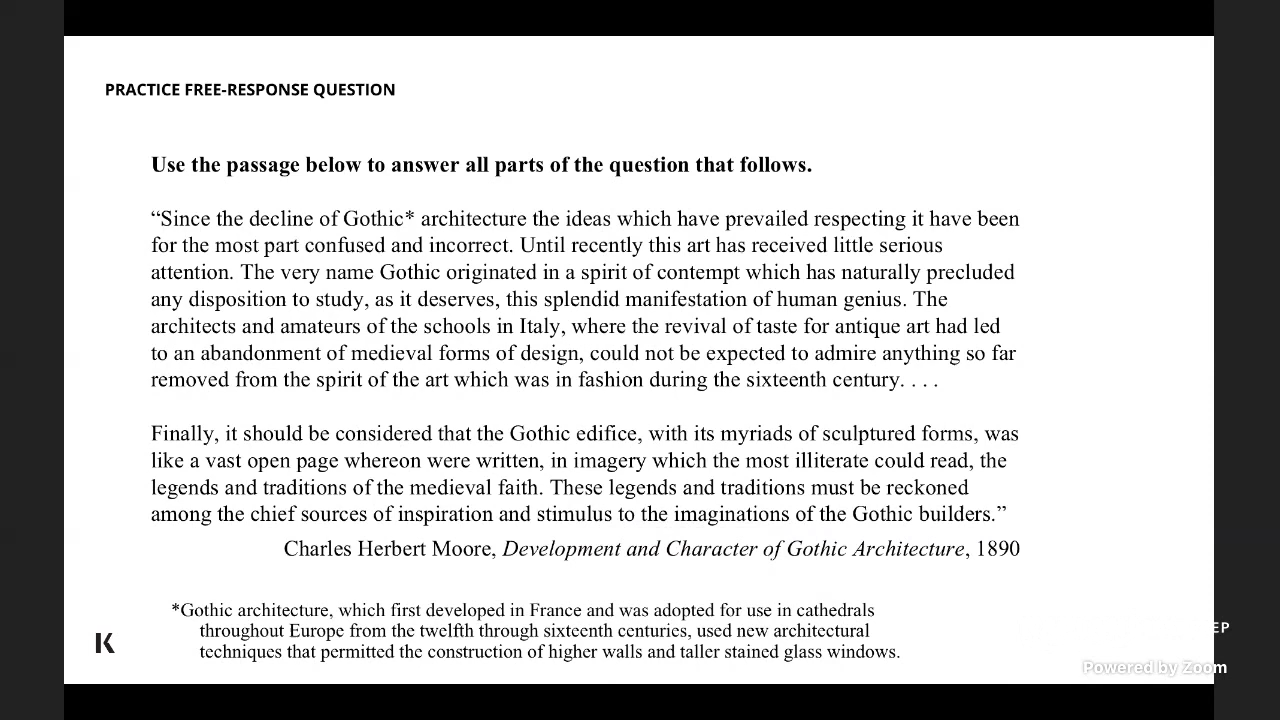 PRACTICE FREE-RESPONSE QUESTION
Use the passage below to answer all parts of the question that follows.
“Since the decline of Gothic* architecture the ideas which have prevailed respecting it have been
for the most part confused and incorrect. Until recently this art has received little serious
attention. The very name Gothic originated in a spirit of contempt which has naturally precluded
any disposition to study, as it deserves, this splendid manifestation of human genius. The
architects and amateurs of the schools in Italy, where the revival of taste for antique art had led
to an abandonment of medieval forms of design, could not be expected to admire anything so far
removed from the spirit of the art which was in fashion during the sixteenth century. . . .
Finally, it should be considered that the Gothic edifice, with its myriads of sculptured forms, was
like a vast open page whereon were written, in imagery which the most illiterate could read, the
legends and traditions of the medieval faith. These legends and traditions must be reckoned
among the chief sources of inspiration and stimulus to the imaginations of the Gothic builders.”
Charles Herbert Moore, Development and Character of Gothic Architecture, 1890
*Gothic architecture, which first developed in France and was adopted for use in cathedrals
throughout Europe from the twelfth through sixteenth centuries, used new architectural
techniques that permitted the construction of higher walls and taller stained glass windows.
K
EP
Powered by Zoom